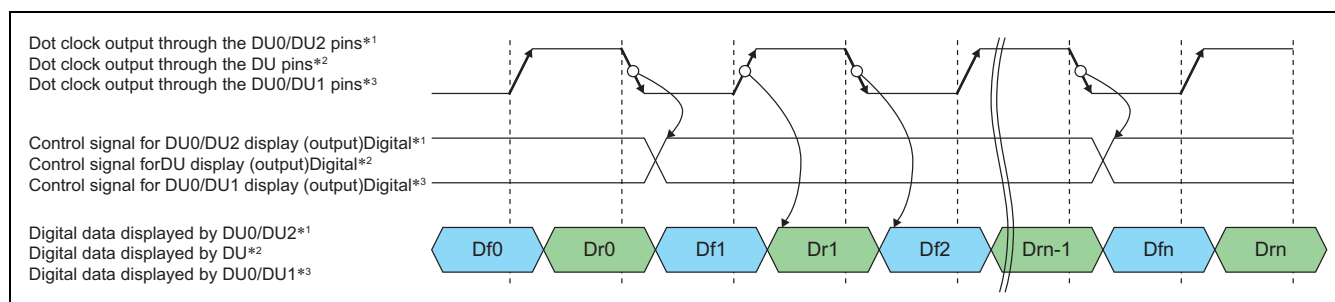 Dot clock output through the DU0/DU2 pins*1
Dot clock output through the DU pins*2
Dot clock output through the DU0/DU1 pins*3
Control signal for DU0/DU2 display (output)Digital*1
Control signal forDU display (output)Digital*2
Control signal for DU0/DU1 display (output)Digital*3
Digital data displayed by DU0/DU2*1
Digital data displayed by DU*2
Digital data displayed by DU0/DU1*3
Df0 Dr0 Df1 Dr1 Df2 Drn-1 Dfn Drn